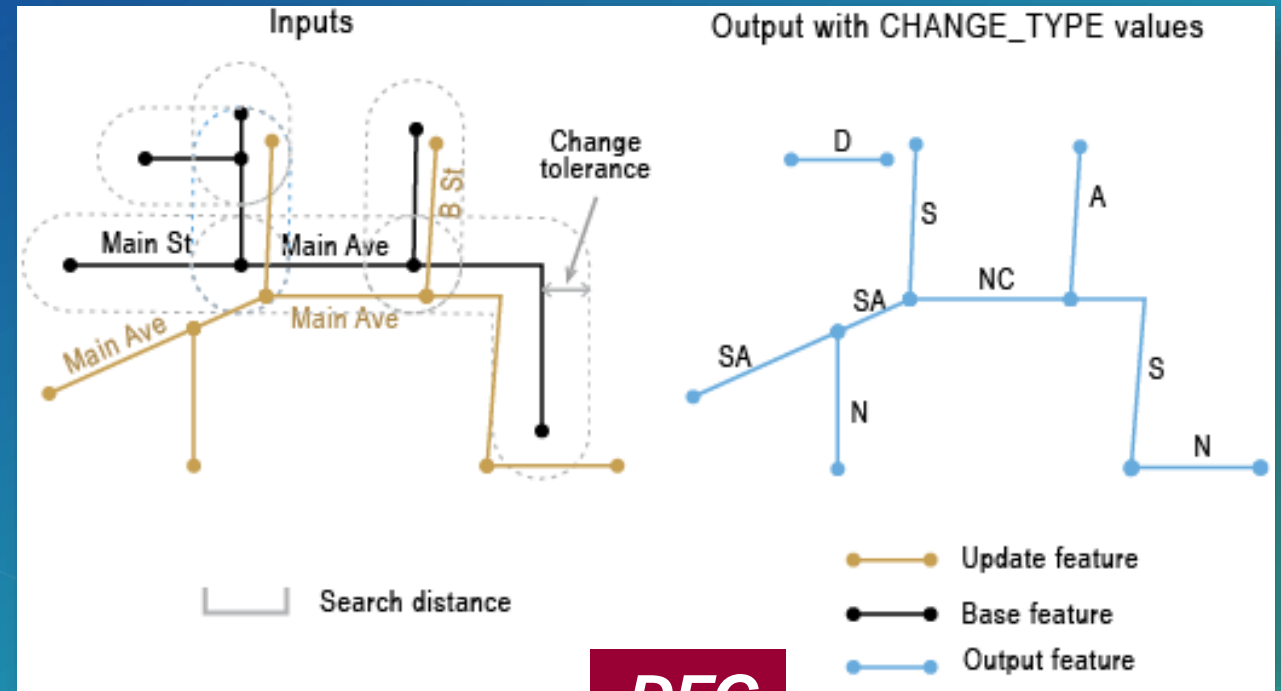 Inputs
Output with CHANGE_TYPE values
Change
tolerance
B St
Main St
Main Ave
Main Ave
Main Ave
D
S
A
NC
SA
SA
S
N
N
Search distance
Update feature
Base feature
Output feature